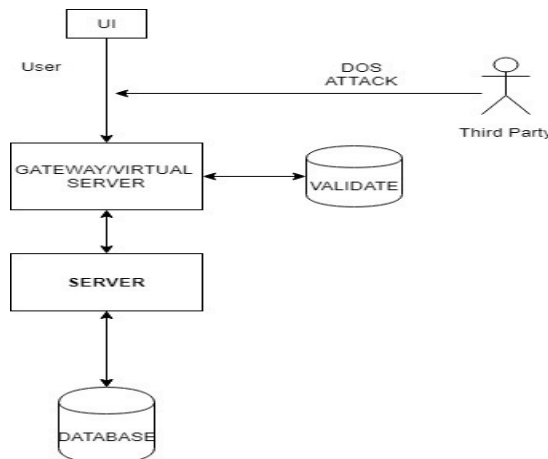 UI
User
DOS
ATTACK
Third Party
GATEWAY/VIRTUAL
SERVER
VALIDATE
SERVER
DATABASE